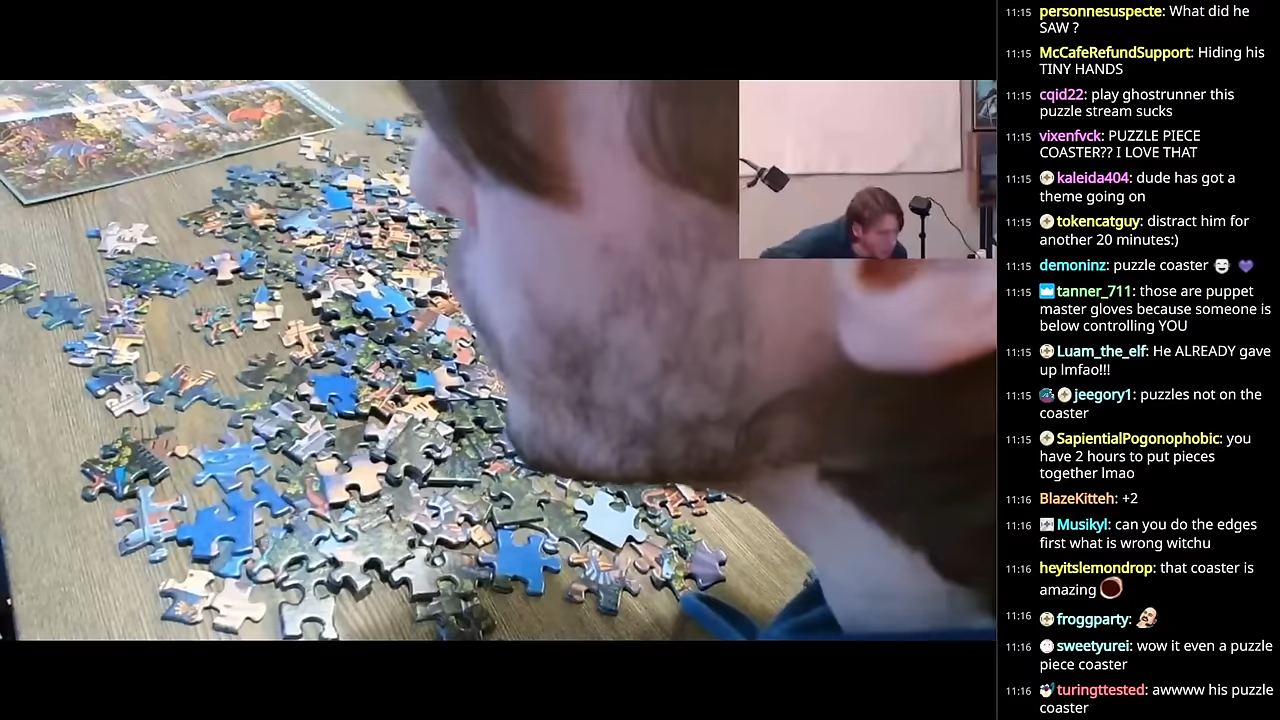 11:15 personnesuspecte: What did he
SAW ?
11:15 McCafeRefundSupport: Hiding his
TINY HANDS
11:15 cqid22: play ghostrunner this
puzzle stream sucks
11:15 vixenfvck: PUZZLE PIECE
COASTER?? I LOVE THAT
11:15 kaleida404: dude has got a
theme going on
11:15 tokencatguy: distract him for
another 20 minutes:)
11:15 demoninz: puzzle coaster
11:15 tanner_711: those are puppet
master gloves because someone is
below controlling YOU
11:15 Luam_the_elf: He ALREADY gave
up lmfao!!!
11:15 jeegory1: puzzles not on the
coaster
11:15 SapientialPogonophobic: you
have 2 hours to put pieces
together lmao
11:16 BlazeKitteh: +2
11:16 Musikyl: can you do the edges
first what is wrong witchu
11:16 heyitslemondrop: that coaster is
amazing
11:16 froggparty:
11:16 sweetyurei: wow it even a puzzle
piece coaster
11:16 turingttested: awwww his puzzle
coaster